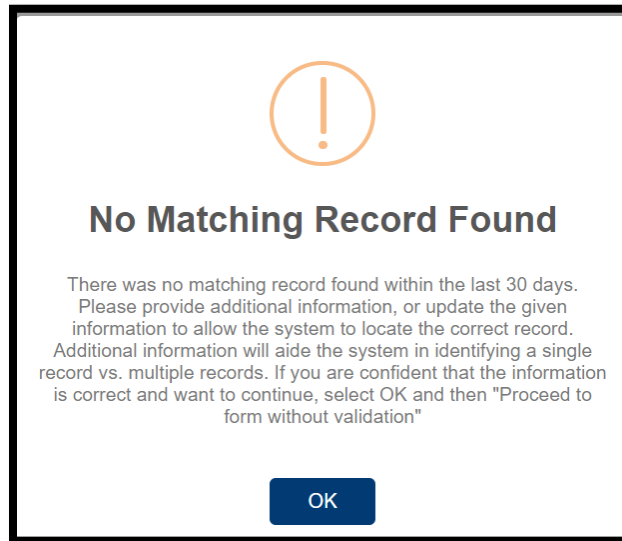 No Matching Record Found
There was no matching record found within the last 30 days.
Please provide additional information, or update the given
information to allow the system to locate the correct record.
Additional information will aide the system in identifying a single
record vs. multiple records. If you are confident that the information
is correct and want to continue, select OK and then "Proceed to
form without validation"
OK